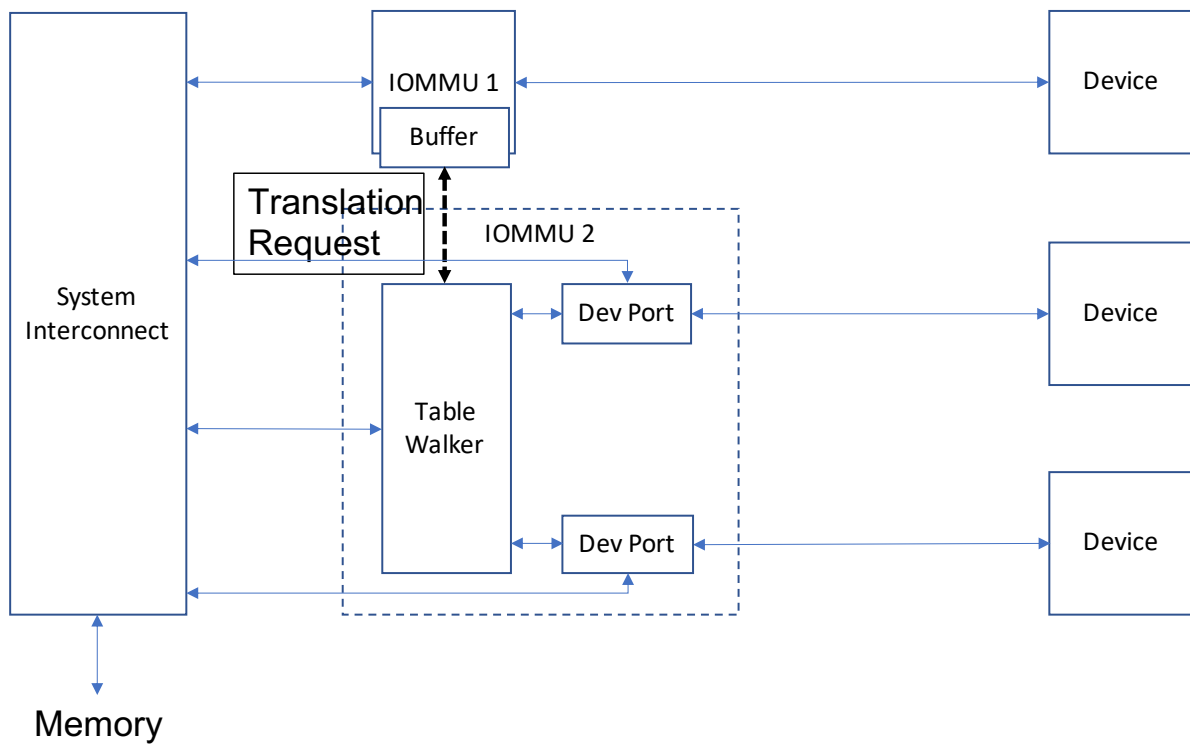 IOMMU 1
Device
Buffer
Translation
Request
IOMMU 2
System
Interconnect
Dev Port
Device
Table
Walker
Dev Port
Device
Memory